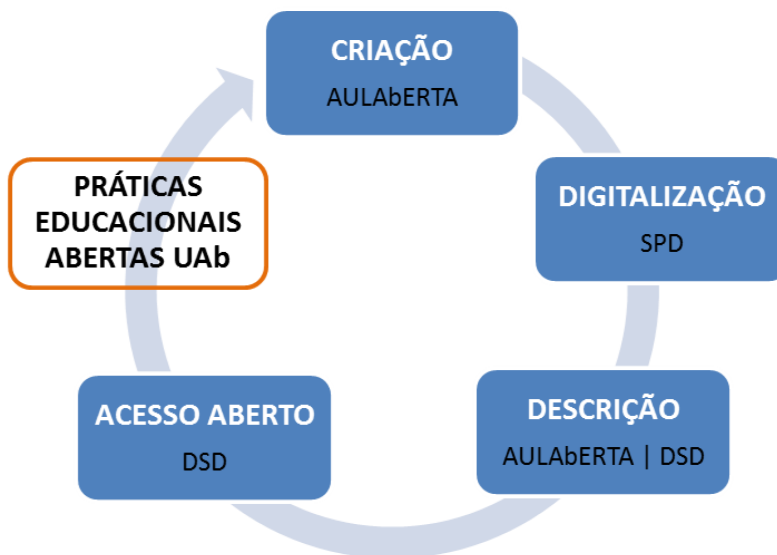 CRIAÇÃO
AULAbERTA
DIGITALIZAÇÃO
SPD
DESCRIÇÃO
AULAbERTA | DSD
ACESSO ABERTO
DSD
PRÁTICAS
EDUCACIONAIS
ABERTAS UAb